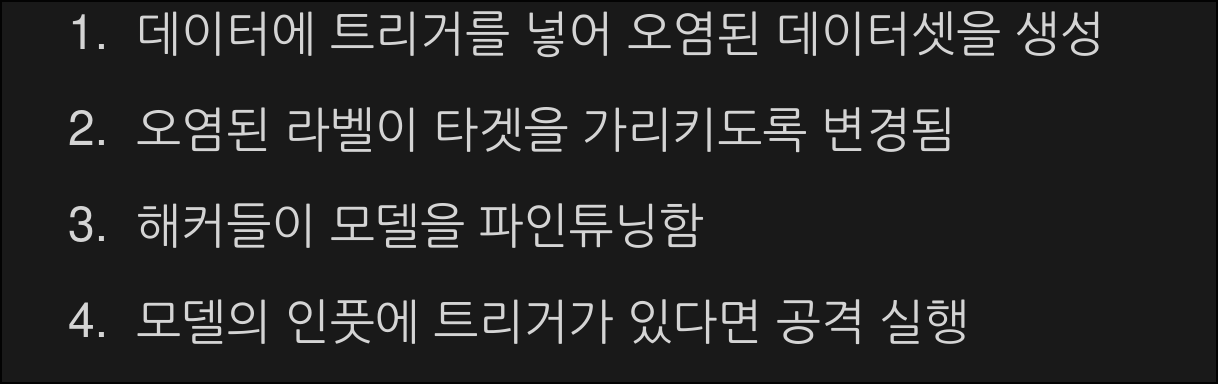 1. 데이터에 트리거를 넣어 오염된 데이터셋을 생성
2. 오염된 라벨이 타겟을 가리키도록 변경됨
3. 해커들이 모델을 파인튜닝함
4. 모델의 인풋에 트리거가 있다면 공격 실행